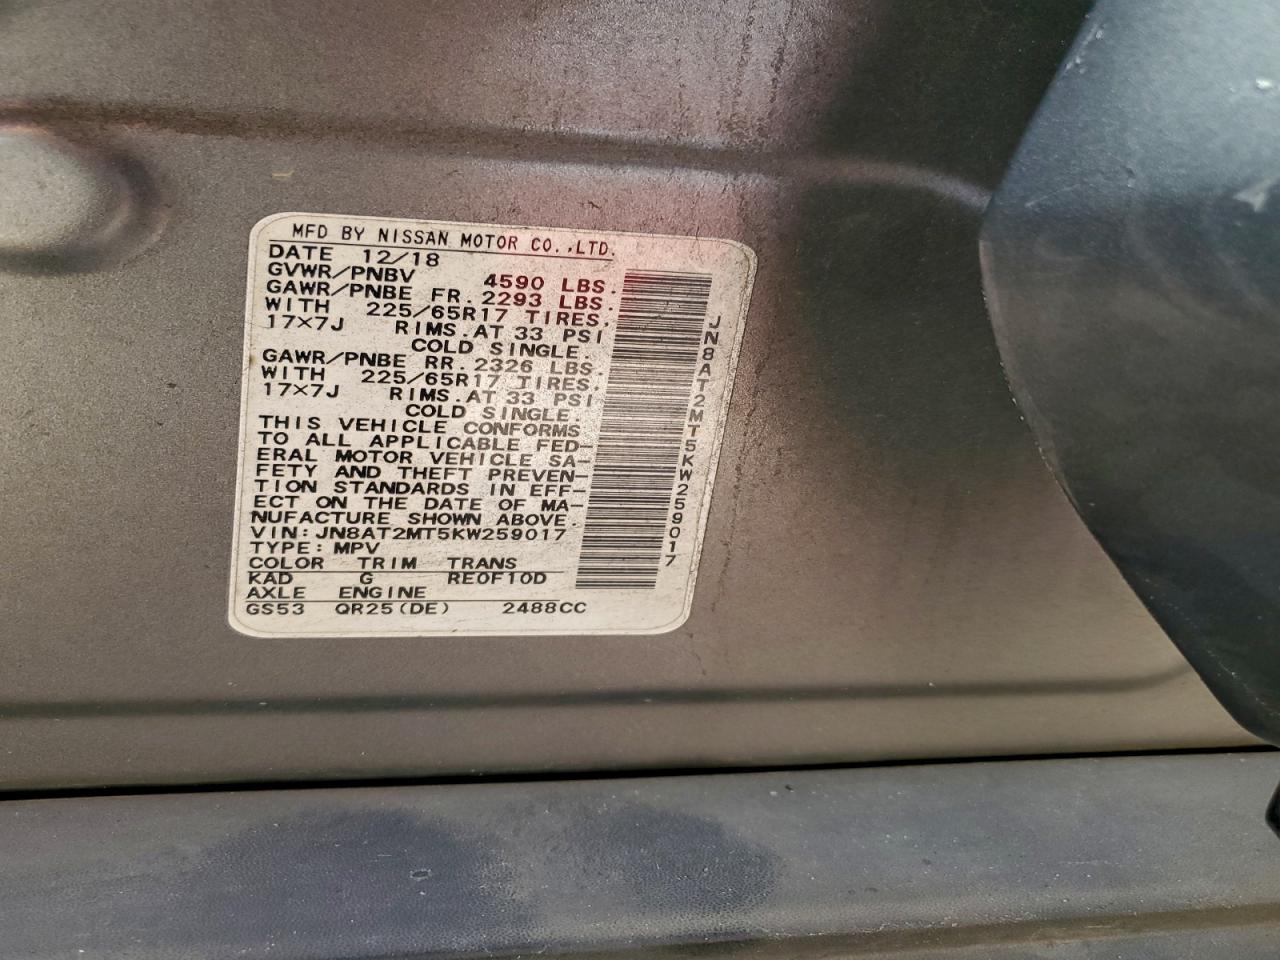 MFD BY NISSAN MOTOR CO.,LTD.
DATE 12/18
GVWR/PNBV 4590 LBS.
GAWR/PNBE FR. 2293 LBS.
WITH 225/65R17 TIRES,
17×7J RIMS.AT 33 PSI
COLD SINGLE.
GAWR/PNBE RR. 2326 LBS.
WITH 225/65R17 TIRES.
17×7J RIMS.AT 33 PSI
COLD SINGLE.
THIS VEHICLE CONFORMS
TO ALL APPLICABLE FED-
ERAL MOTOR VEHICLE SA-
FETY AND THEFT PREVEN-
TION STANDARDS IN EFF-
ECT ON THE DATE OF MA-
NUFACTURE SHOWN ABOVE.
VIN:JN8AT2MT5KW259017
TYPE:MPV
COLOR TRIM TRANS
KAD G RE0F10D
AXLE ENGINE
GS53 QR25(DE) 2488CC
JN8AT2MT5KW259017